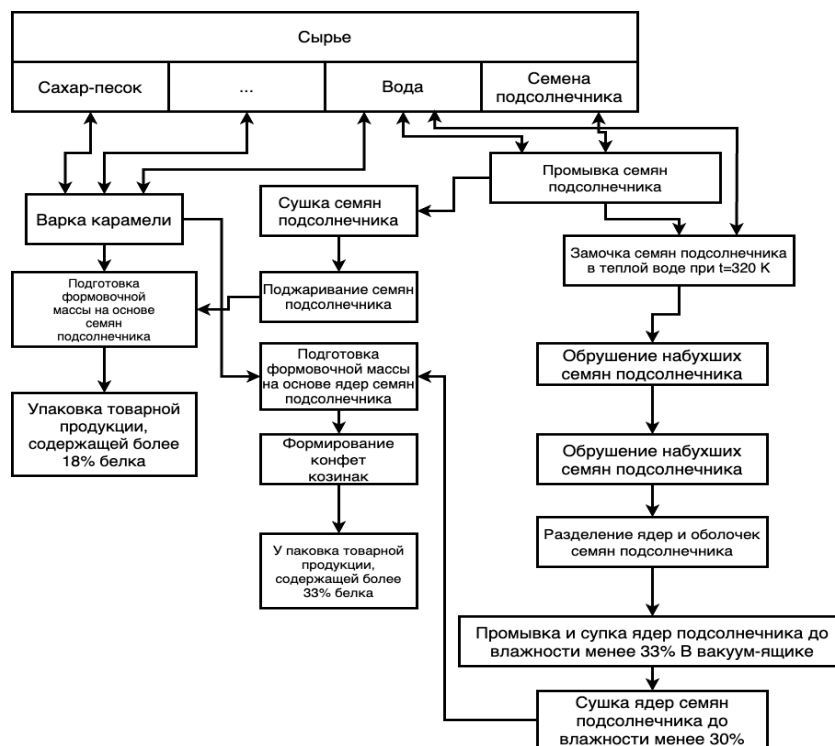 Сырье
Сахар-песок
...
Вода
Семена
подсолнечника
Промывка семян
подсолнечника
Сушка семян
подсолнечника
Варка карамели
Замочка семян подсолнечника
в теплой воде при t=320 K
Подготовка
формовочной
массы на основе
семян
подсолнечника
Поджаривание семян
подсолнечника
Подготовка
формовочной массы
на основе ядер семян
подсолнечника
Обрушение набухших
семян подсолнечника
Упаковка товарной
продукции,
содержащей более
18% белка
Формирование
конфет
козинак
Обрушение набухших
семян подсолнечника
У паковка товарной
продукции,
содержащей более
33% белка
Разделение ядер и оболочек
семян подсолнечника
Промывка и супка ядер подсолнечника до
влажности менее 33% В вакуум-ящике
Сушка ядер семян
подсолнечника до
влажности менее 30%